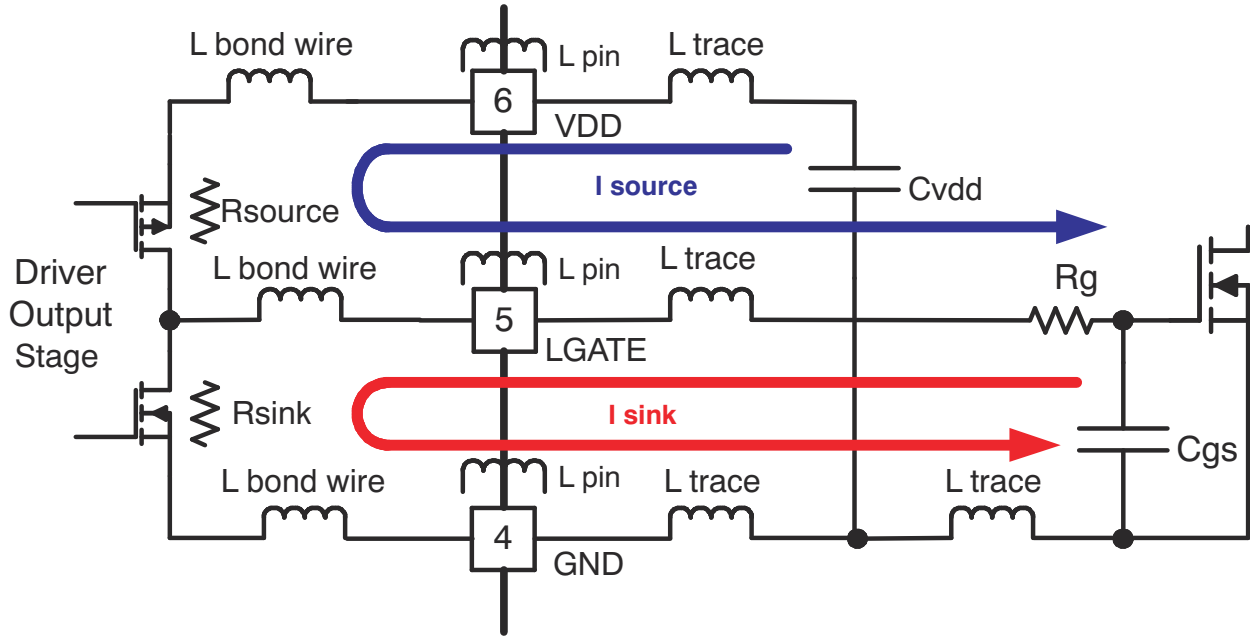 L bond wire
L pin
L trace
6
VDD
I source
Cvdd
Rsource
L bond wire
L pin
L trace
Rg
Driver
Output
Stage
5
LGATE
I sink
Rsink
Cgs
L bond wire
L pin
L trace
L trace
4
GND